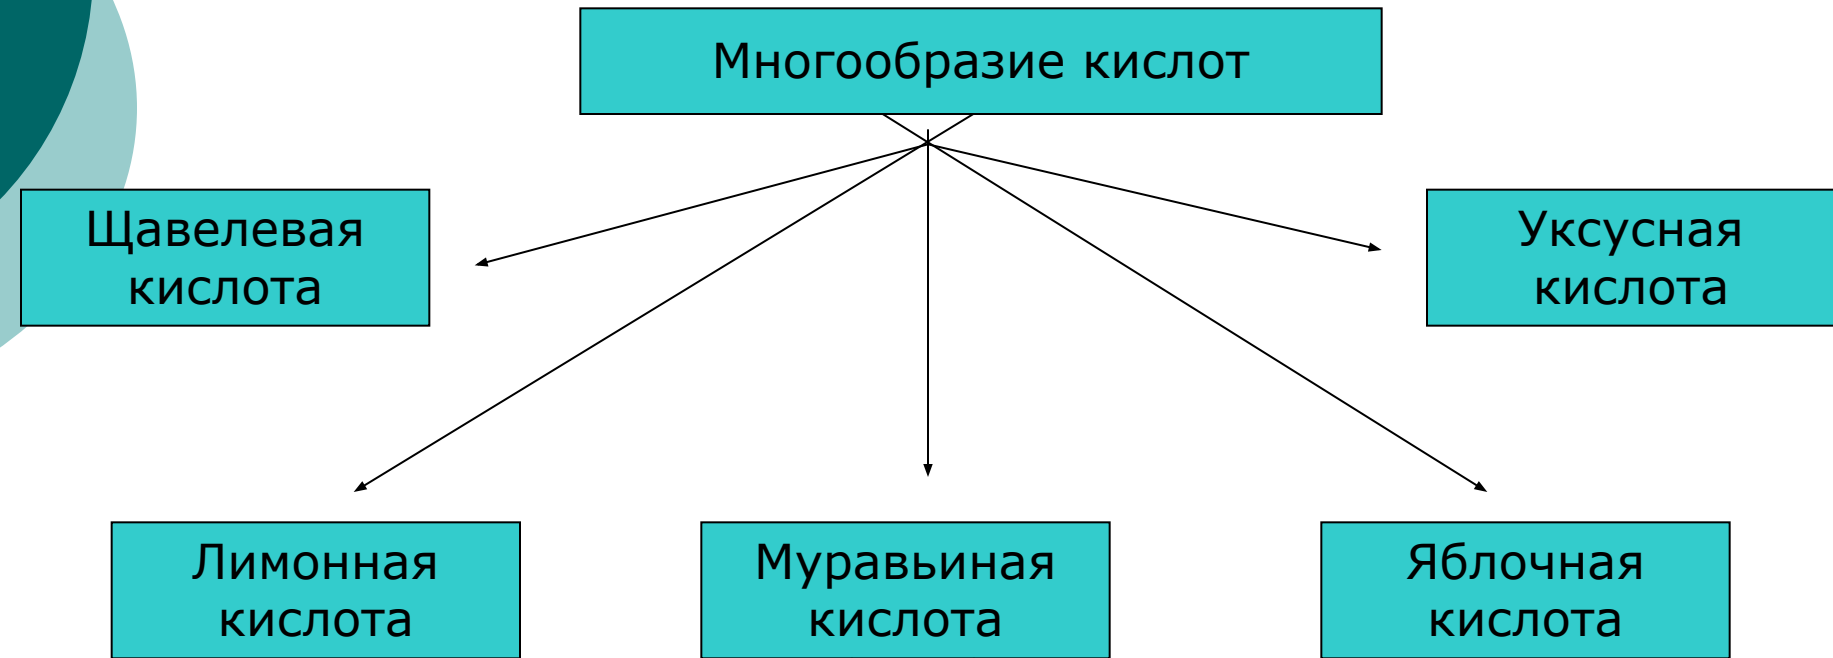 Многообразие кислот
Щавелевая
кислота
Уксусная
кислота
Лимонная
кислота
Муравьиная
кислота
Яблочная
кислота